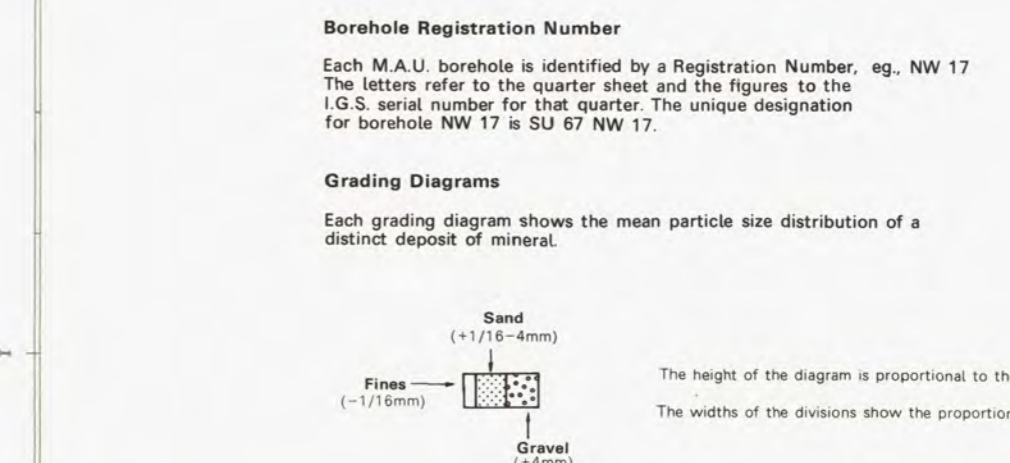 Borehole Registration Number
Each M.A.U. borehole is identified by a Registration Number, eg., NW 17
The letters refer to the quarter sheet and the figures to the
I.G.S. serial number for that quarter. The unique designation
for borehole NW 17 is SU 67 NW 17.
Grading Diagrams
Each grading diagram shows the mean particle size distribution of a
distinct deposit of mineral.
Sand
(+1/16-4mm)
Fines
(-1/16mm)
The height of the diagram is proportional to th
The widths of the divisions show the proportion
Gravel
(+4mm)